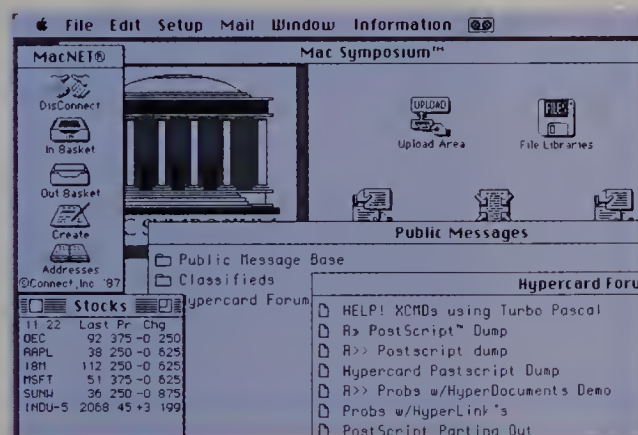 File Edit Setup Mail Window Information
MacNET®
DisConnect
In Basket
Out Basket
Create
Addresses
©Connect, Inc '87
Mac Symposium™
UPLOAD
Upload Area
FILES
File Libraries
Public Messages
Public Message Base
Classifieds
Hypercard Forum
HELP! XCMDs using Turbo Pascal
R> PostScript™ Dump
R>> Postscript dump
Hypercard Postscript Dump
R>> Probs w/HyperDocuments Demo
Probs w/HyperLink's
PostScript Parting Out
Stocks
11 22 Last Pr Chg
DEC 92 375 -0 250
AAPL 38 250 -0 625
IBM 112 250 -0 625
MSFT 51 375 -0 625
SUNW 36 250 -0 875
INDU-5 2068 45 +3 199